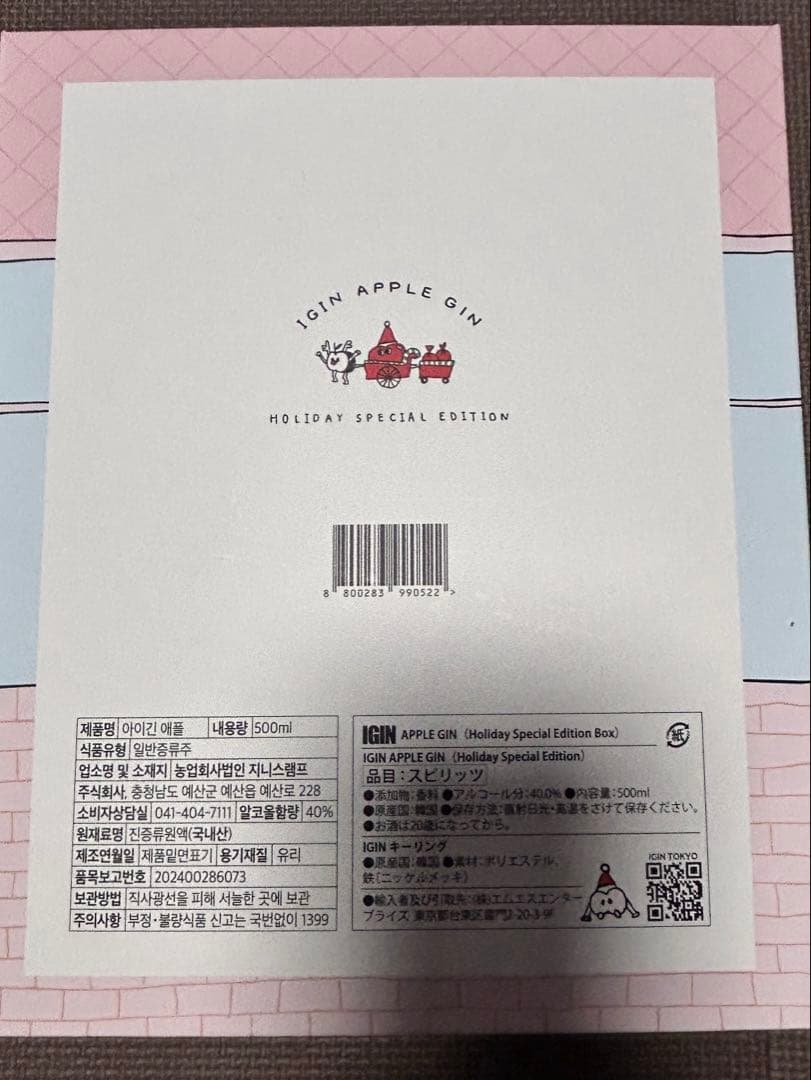 IGIN APPLE GIN
HOLIDAY SPECIAL EDITION
8 800283 990522 >
제품명 아이긴 애플 내용량 500ml
식품유형 일반증류주
업소명 및 소재지 농업회사법인 지니스램프
주식회사, 충청남도 예산군 예산읍 예산로 228
소비자상담실 041-404-7111 알코올함량 40%
원재료명 진증류원액(국내산)
제조연월일 제품밑면표기 용기재질 유리
품목보고번호 202400286073
보관방법 직사광선을 피해 서늘한 곳에 보관
주의사항 부정·불량식품 신고는 국번없이 1399
IGIN APPLE GIN（Holiday Special Edition Box）
紙
IGIN APPLE GIN（Holiday Special Edition）
品目：スピリッツ
●添加物：香料 ●アルコール分：40.0% ●内容量：500ml
●原産国：韓国 ●保存方法：直射日光・高温をさけて保存ください。
●お酒は20歳になってから。
IGIN キーリング
●原産国：韓国 ●素材：ポリエステル、
鉄（ニッケルメッキ）
●輸入者及び引取先：（株）エムエスエンター
プライズ 東京都台東区雷門2-20-3-9F
IGIN TOKYO